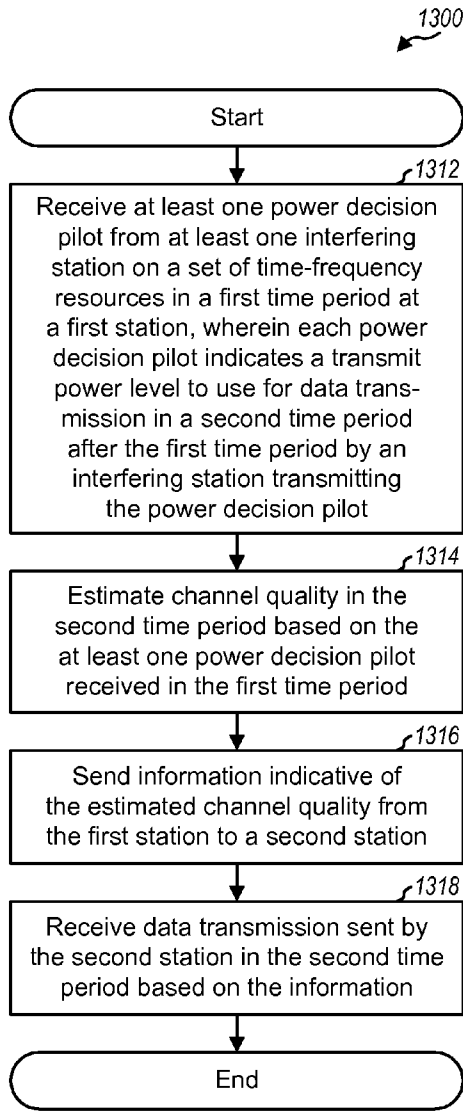 1300
Start
1312
Receive at least one power decision
pilot from at least one interfering
station on a set of time-frequency
resources in a first time period at
a first station, wherein each power
decision pilot indicates a transmit
power level to use for data trans-
mission in a second time period
after the first time period by an
interfering station transmitting
the power decision pilot
1314
Estimate channel quality in the
second time period based on the
at least one power decision pilot
received in the first time period
1316
Send information indicative of
the estimated channel quality from
the first station to a second station
1318
Receive data transmission sent by
the second station in the second time
period based on the information
End